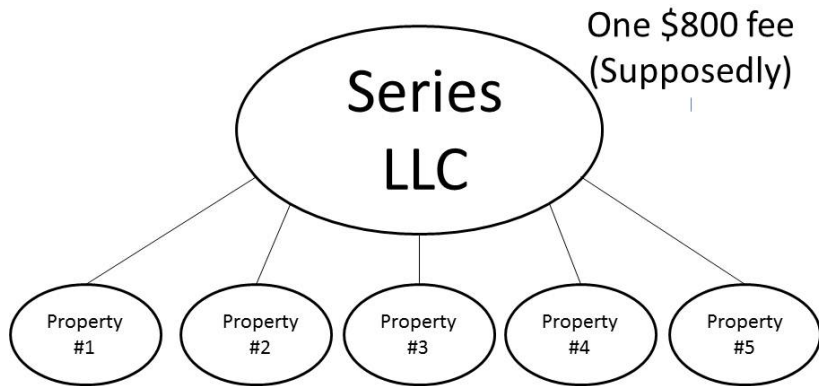 One $800 fee
(Supposedly)
Series
LLC
Property
#1
Property
#2
Property
#3
Property
#4
Property
#5